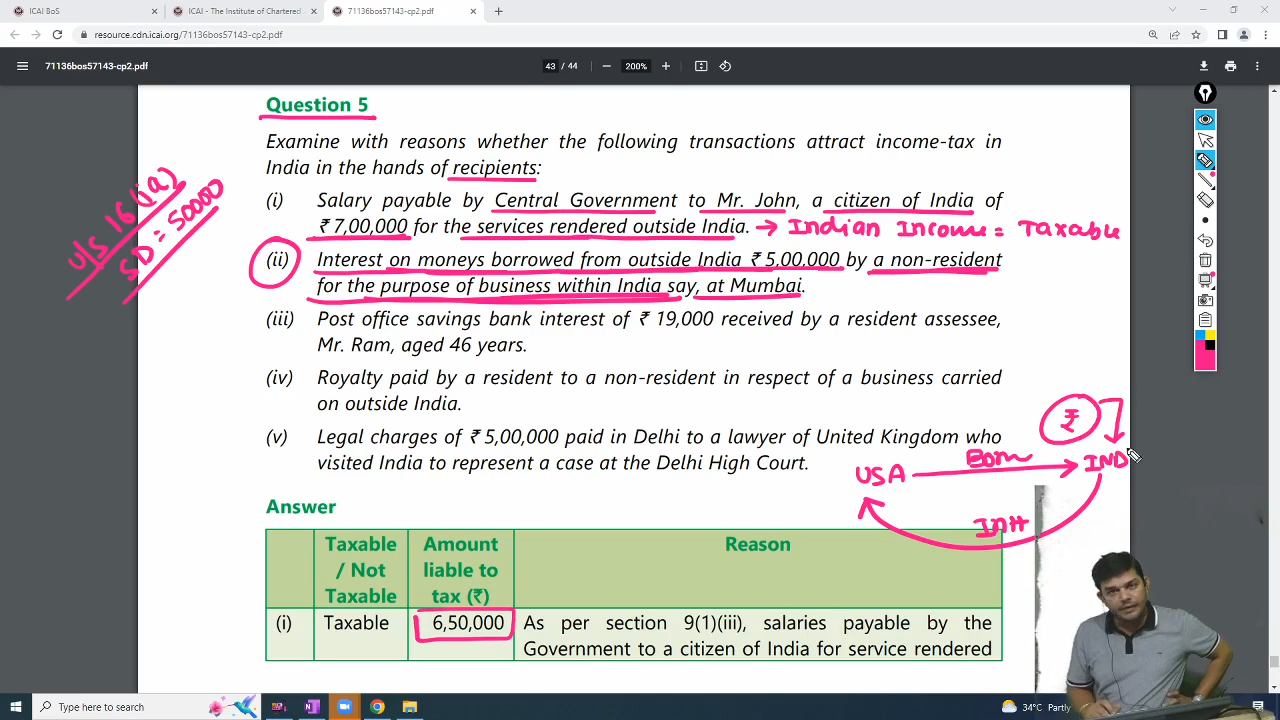 ICAI BoS
ICAI - The Institute of Chartered A
71136bos57143-cp2.pdf
resource.cdn.icai.org/71136bos57143-cp2.pdf
71136bos57143-cp2.pdf
43 / 44
200%
Question 5
Examine with reasons whether the following transactions attract income-tax in
India in the hands of recipients:
(i) Salary payable by Central Government to Mr. John, a citizen of India of
₹ 7,00,000 for the services rendered outside India. → Indian Income = Taxable
u/s 16(ia)
SD = 50000
(ii) Interest on moneys borrowed from outside India ₹ 5,00,000 by a non-resident
for the purpose of business within India say, at Mumbai.
(iii) Post office savings bank interest of ₹ 19,000 received by a resident assessee,
Mr. Ram, aged 46 years.
(iv) Royalty paid by a resident to a non-resident in respect of a business carried
on outside India.
(v) Legal charges of ₹ 5,00,000 paid in Delhi to a lawyer of United Kingdom who
visited India to represent a case at the Delhi High Court.
₹
USA
IND
Answer
Taxable / Not Taxable
Amount liable to tax (₹)
Reason
(i) Taxable 6,50,000 As per section 9(1)(iii), salaries payable by the
Government to a citizen of India for service rendered
Type here to search
34°C Partly